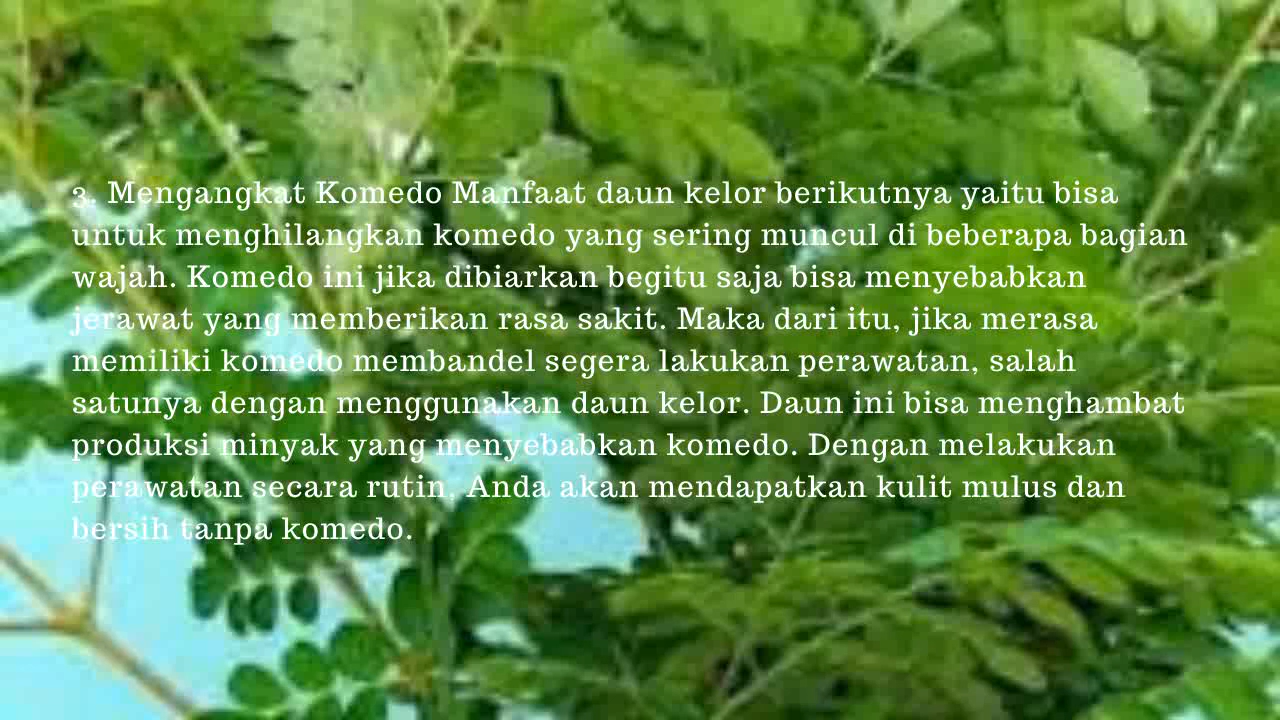 3. Mengangkat Komedo Manfaat daun kelor berikutnya yaitu bisa
untuk menghilangkan komedo yang sering muncul di beberapa bagian
wajah. Komedo ini jika dibiarkan begitu saja bisa menyebabkan
jerawat yang memberikan rasa sakit. Maka dari itu, jika merasa
memiliki komedo membandel segera lakukan perawatan, salah
satunya dengan menggunakan daun kelor. Daun ini bisa menghambat
produksi minyak yang menyebabkan komedo. Dengan melakukan
perawatan secara rutin, Anda akan mendapatkan kulit mulus dan
bersih tanpa komedo.